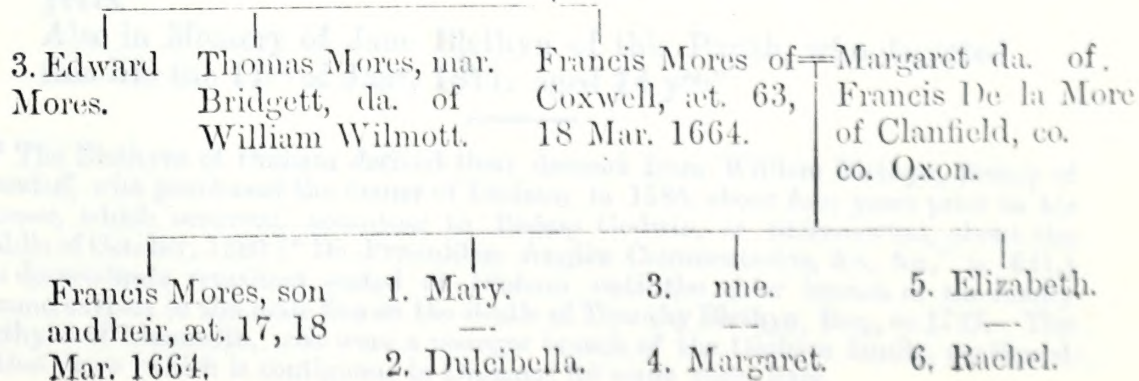 3. Edward
Mores.
Thomas Mores, mar.
Bridgett, da. of
William Wilmott.
Francis Mores of
Coxwell, æt. 63,
18 Mar. 1664.
Margaret da. of
Francis De la More
of Clanfield, co.
co. Oxon.
Francis Mores, son
and heir, æt. 17, 18
Mar. 1664.
1. Mary.
—
2. Dulcibella.
3. nne.
—
4. Margaret.
5. Elizabeth.
—
6. Rachel.